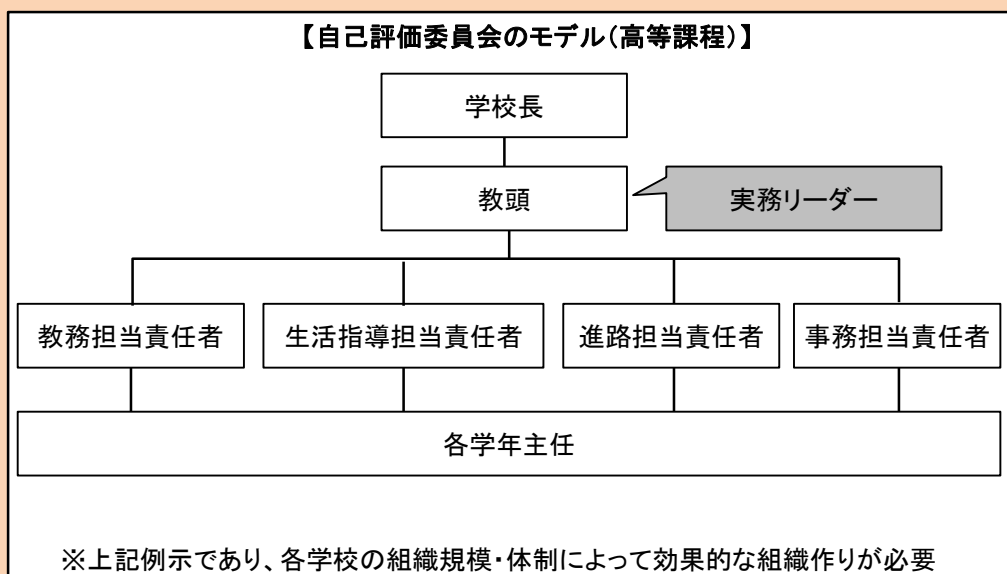 【自己評価委員会のモデル（高等課程）】
学校長
教頭
実務リーダー
教務担当責任者
生活指導担当責任者
進路担当責任者
事務担当責任者
各学年主任
※上記例示であり、各学校の組織規模・体制によって効果的な組織作りが必要